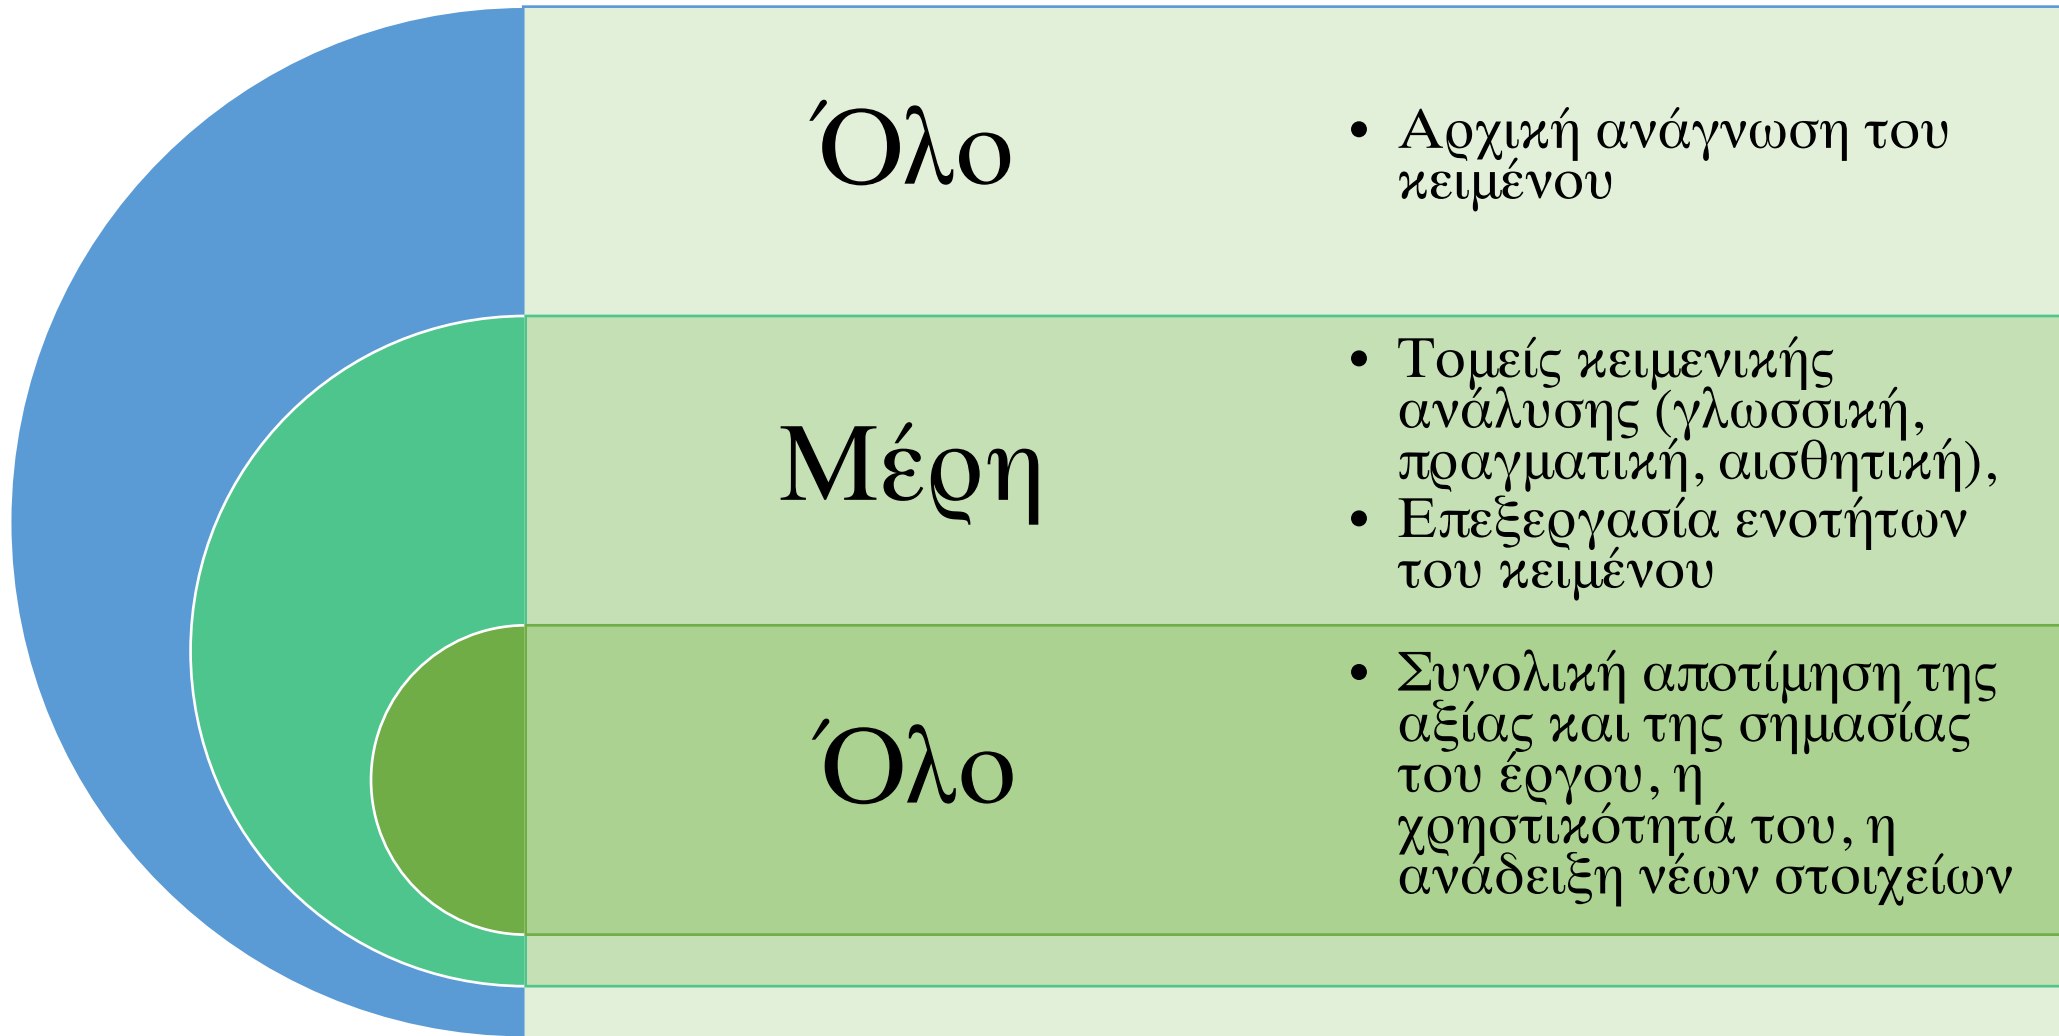 Όλο
• Αρχική ανάγνωση του
κειμένου
Μέρη
• Τομείς κειμενικής
ανάλυσης (γλωσσική,
πραγματική, αισθητική),
• Επεξεργασία ενοτήτων
του κειμένου
Όλο
• Συνολική αποτίμηση της
αξίας και της σημασίας
του έργου, η
χρηστικότητά του, η
ανάδειξη νέων στοιχείων